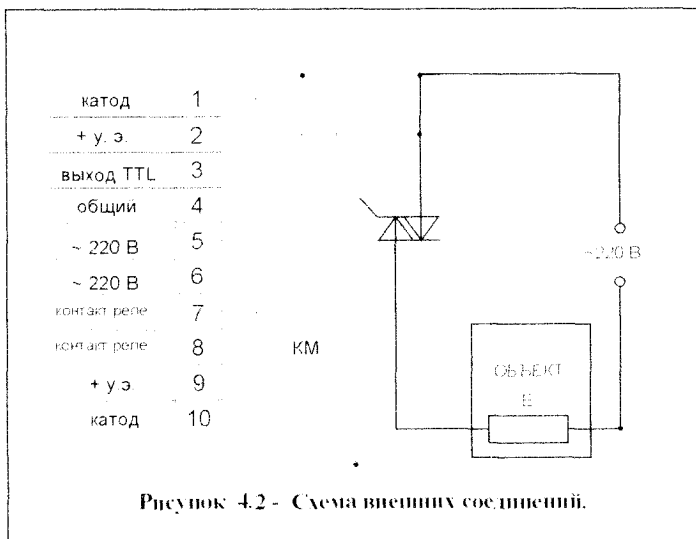 катод 1
+ у. э. 2
выход TTL 3
общий 4
~ 220 В 5
~ 220 В 6
контакт реле 7
контакт реле 8
+ у.э. 9
катод 10
КМ
~220 В
ОБЪЕКТ
Рисунок 4.2 - Схема внешних соединений.